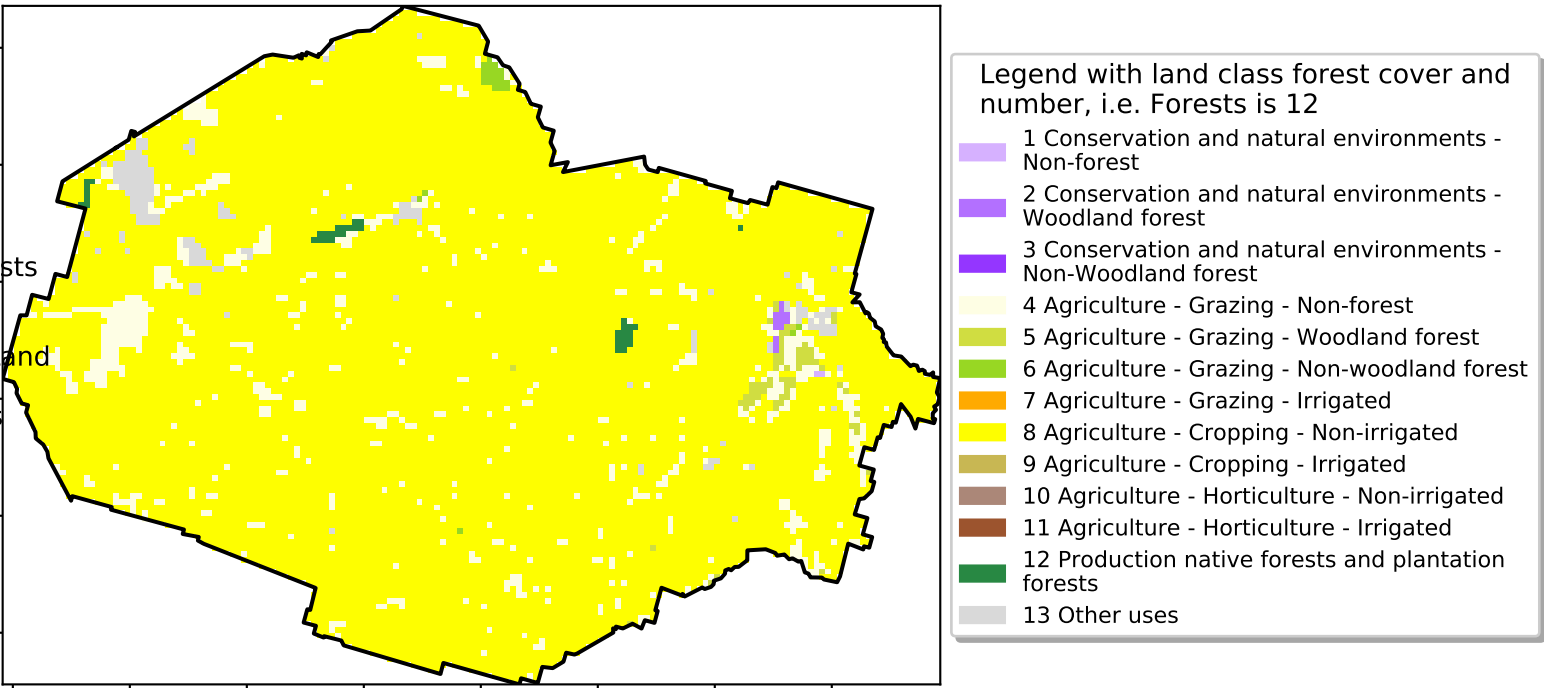 sts
and
Legend with land class forest cover and
number, i.e. Forests is 12
1 Conservation and natural environments -
Non-forest
2 Conservation and natural environments -
Woodland forest
3 Conservation and natural environments -
Non-Woodland forest
4 Agriculture - Grazing - Non-forest
5 Agriculture - Grazing - Woodland forest
6 Agriculture - Grazing - Non-woodland forest
7 Agriculture - Grazing - Irrigated
8 Agriculture - Cropping - Non-irrigated
9 Agriculture - Cropping - Irrigated
10 Agriculture - Horticulture - Non-irrigated
11 Agriculture - Horticulture - Irrigated
12 Production native forests and plantation
forests
13 Other uses